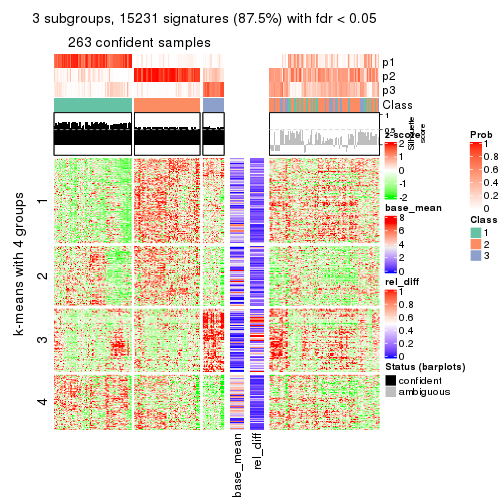 3 subgroups, 15231 signatures (87.5%) with fdr < 0.05
263 confident samples
p1
p2
p3
Class
1
0.5
0
Silhouette
score
k-means with 4 groups
1
2
3
4
base_mean
rel_diff
z-score
2
1
0
-1
-2
base_mean
8
6
4
2
0
rel_diff
1
0.8
0.6
0.4
0.2
0
Status (barplots)
confident
ambiguous
Prob
1
0.8
0.6
0.4
0.2
0
Class
1
2
3